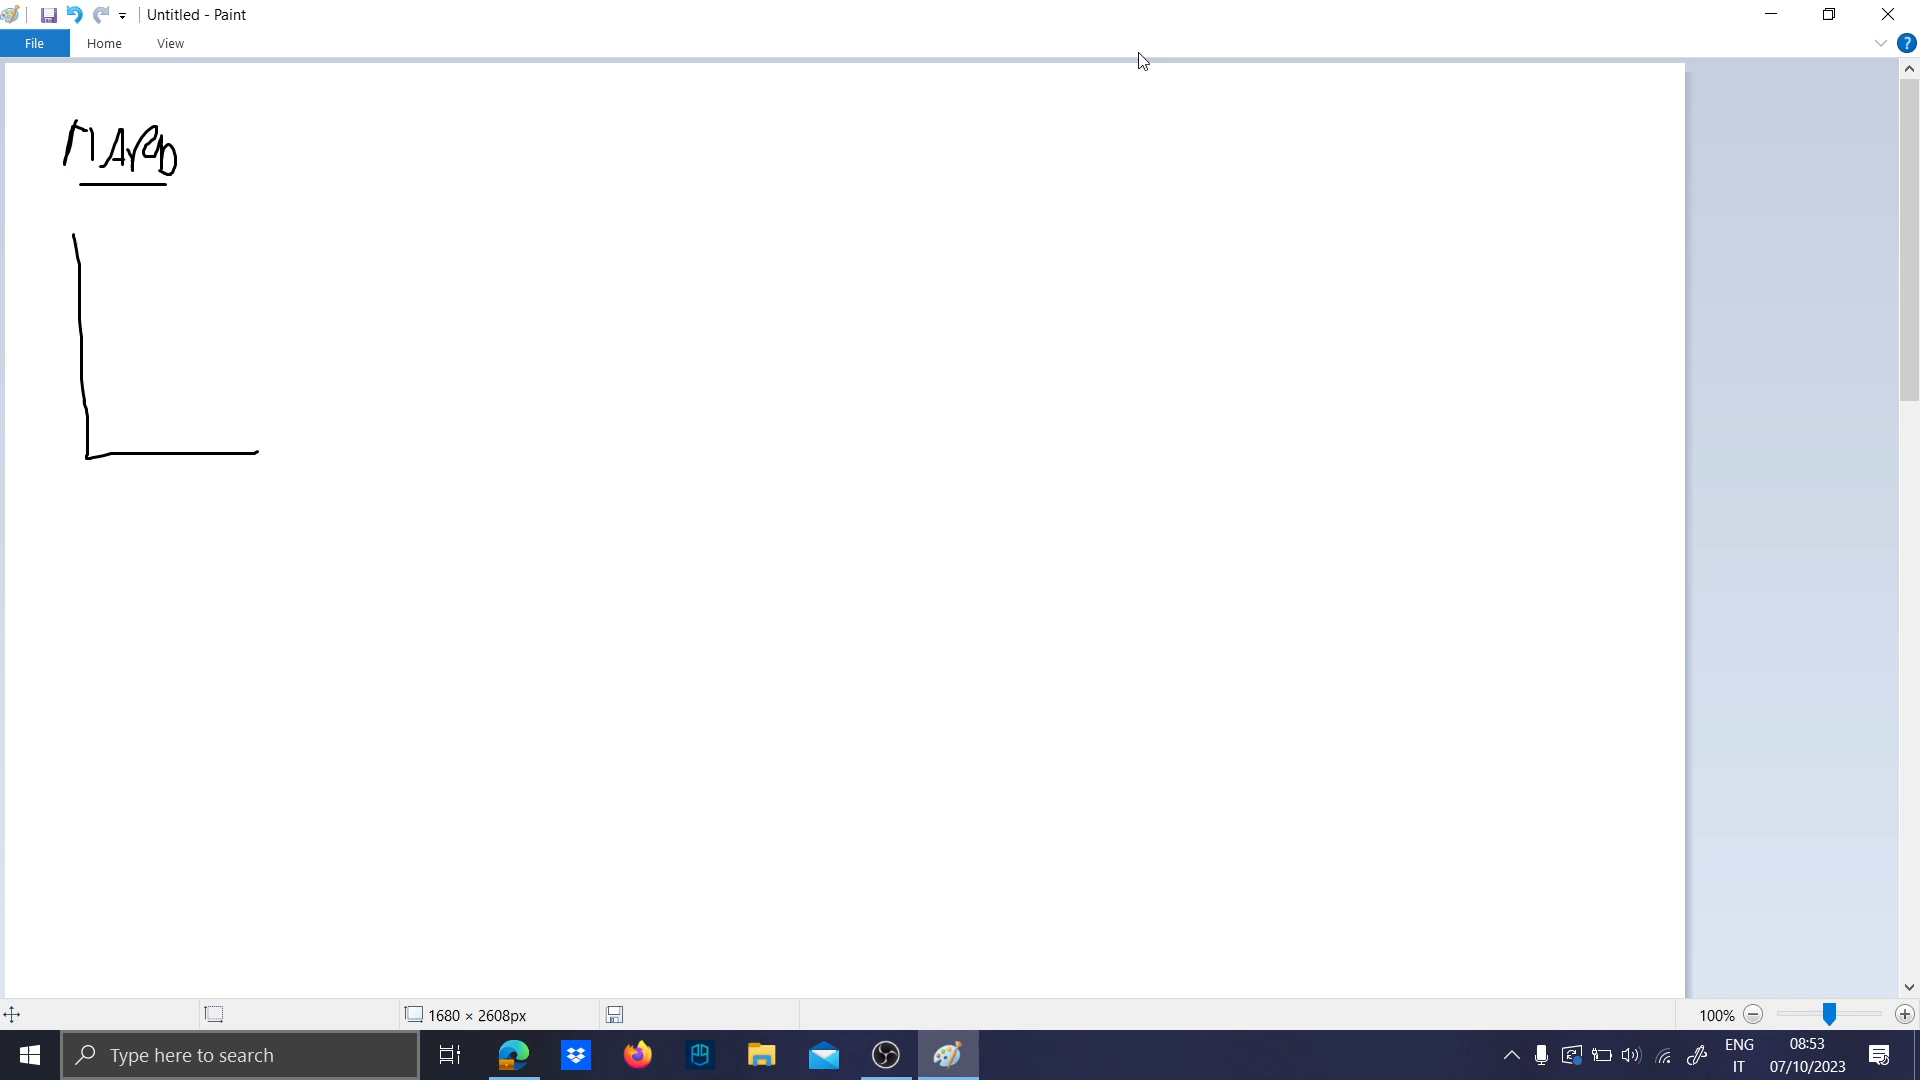 Untitled - Paint
File Home View
1680 × 2608px
100%
Type here to search
ENG
IT
08:53
07/10/2023